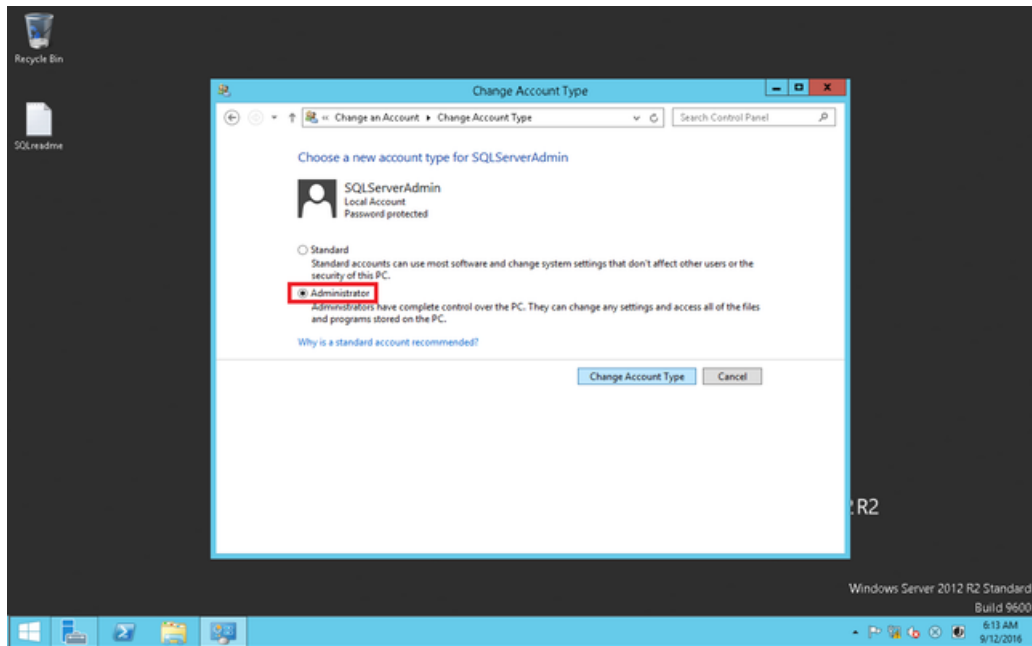 Recycle Bin
SQLreadme
Change Account Type
« Change an Account ▸ Change Account Type
Search Control Panel
Choose a new account type for SQLServerAdmin
SQLServerAdmin
Local Account
Password protected
Standard
Standard accounts can use most software and change system settings that don't affect other users or the
security of this PC.
Administrator
Administrators have complete control over the PC. They can change any settings and access all of the files
and programs stored on the PC.
Why is a standard account recommended?
Change Account Type
Cancel
R2
Windows Server 2012 R2 Standard
Build 9600
6:13 AM
9/12/2016